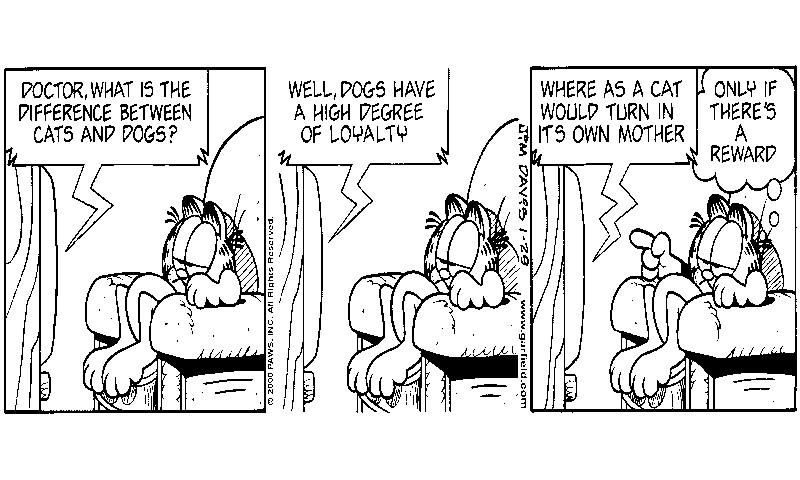 DOCTOR, WHAT IS THE
DIFFERENCE BETWEEN
CATS AND DOGS?
© 2000 PAWS, INC. All Rights Reserved.
WELL, DOGS HAVE
A HIGH DEGREE
OF LOYALTY
JIM DAVIS 1-29
www.garfield.com
WHERE AS A CAT
WOULD TURN IN
ITS OWN MOTHER
ONLY IF
THERE'S
A
REWARD